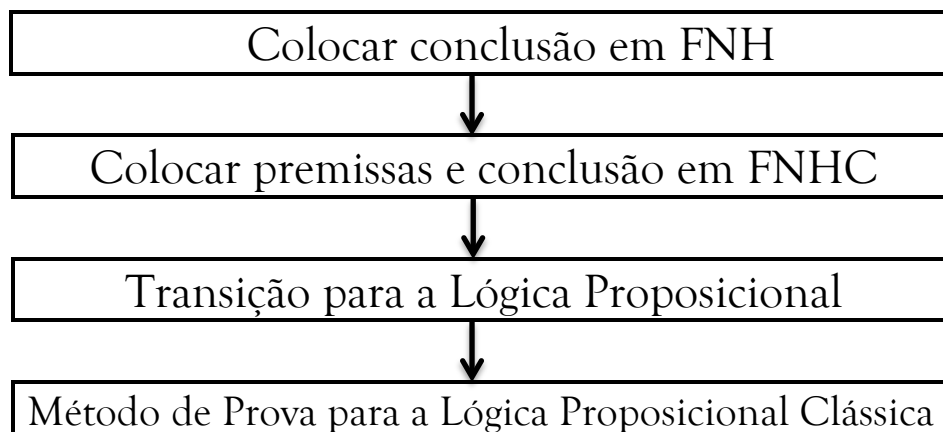 Colocar conclusão em FNH
Colocar premissas e conclusão em FNHC
Transição para a Lógica Proposicional
Método de Prova para a Lógica Proposicional Clássica